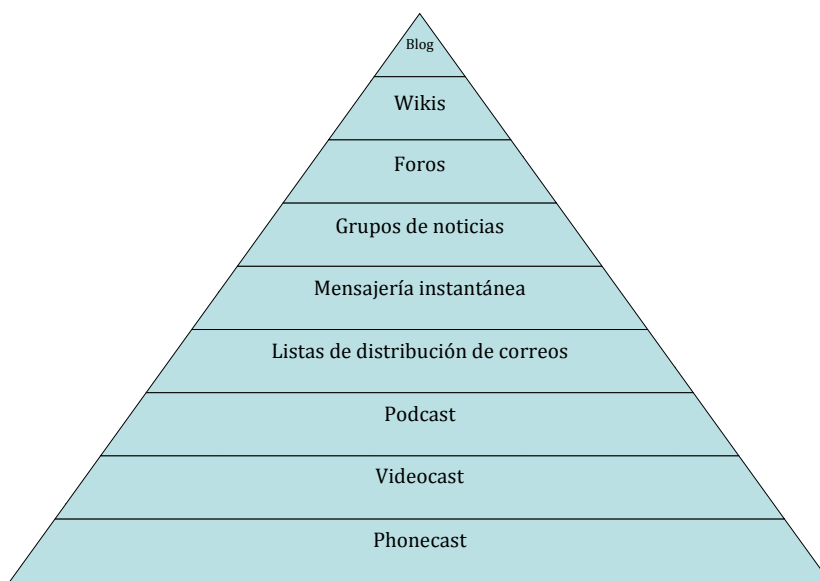 Blog
Wikis
Foros
Grupos de noticias
Mensajería instantánea
Listas de distribución de correos
Podcast
Videocast
Phonecast